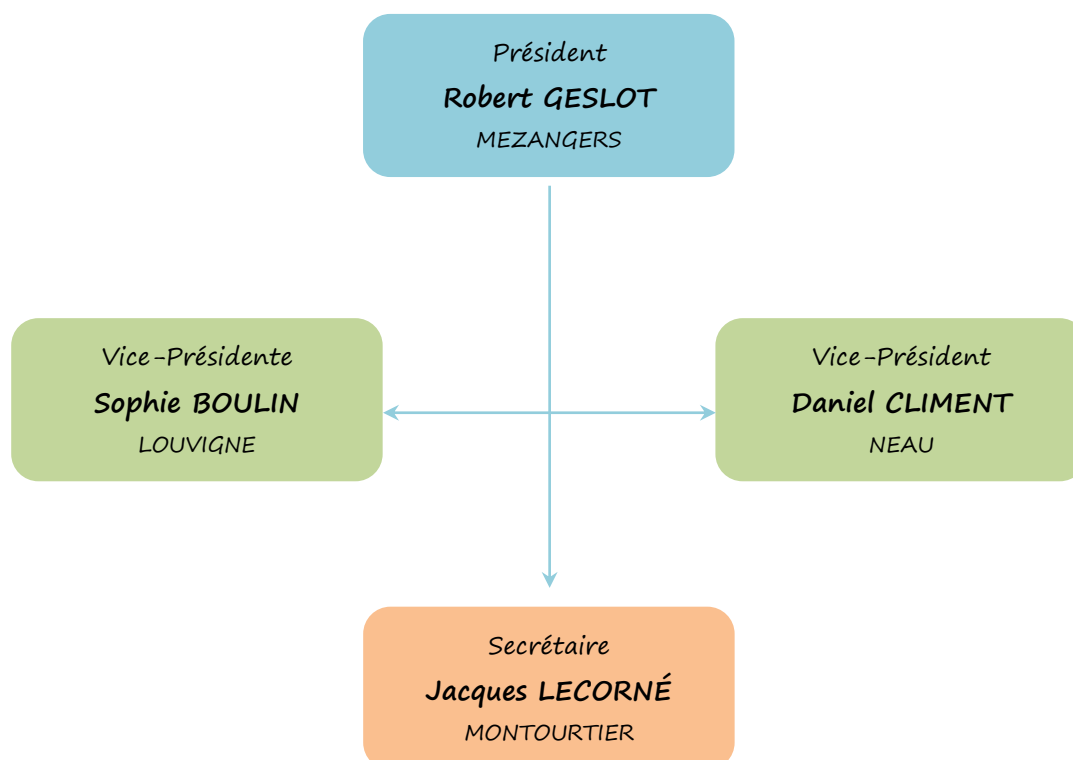 Président
Robert GESLOT
MEZANGERS
Vice-Présidente
Sophie BOULIN
LOUVIGNE
Vice-Président
Daniel CLIMENT
NEAU
Secrétaire
Jacques LECORNÉ
MONTOURTIER